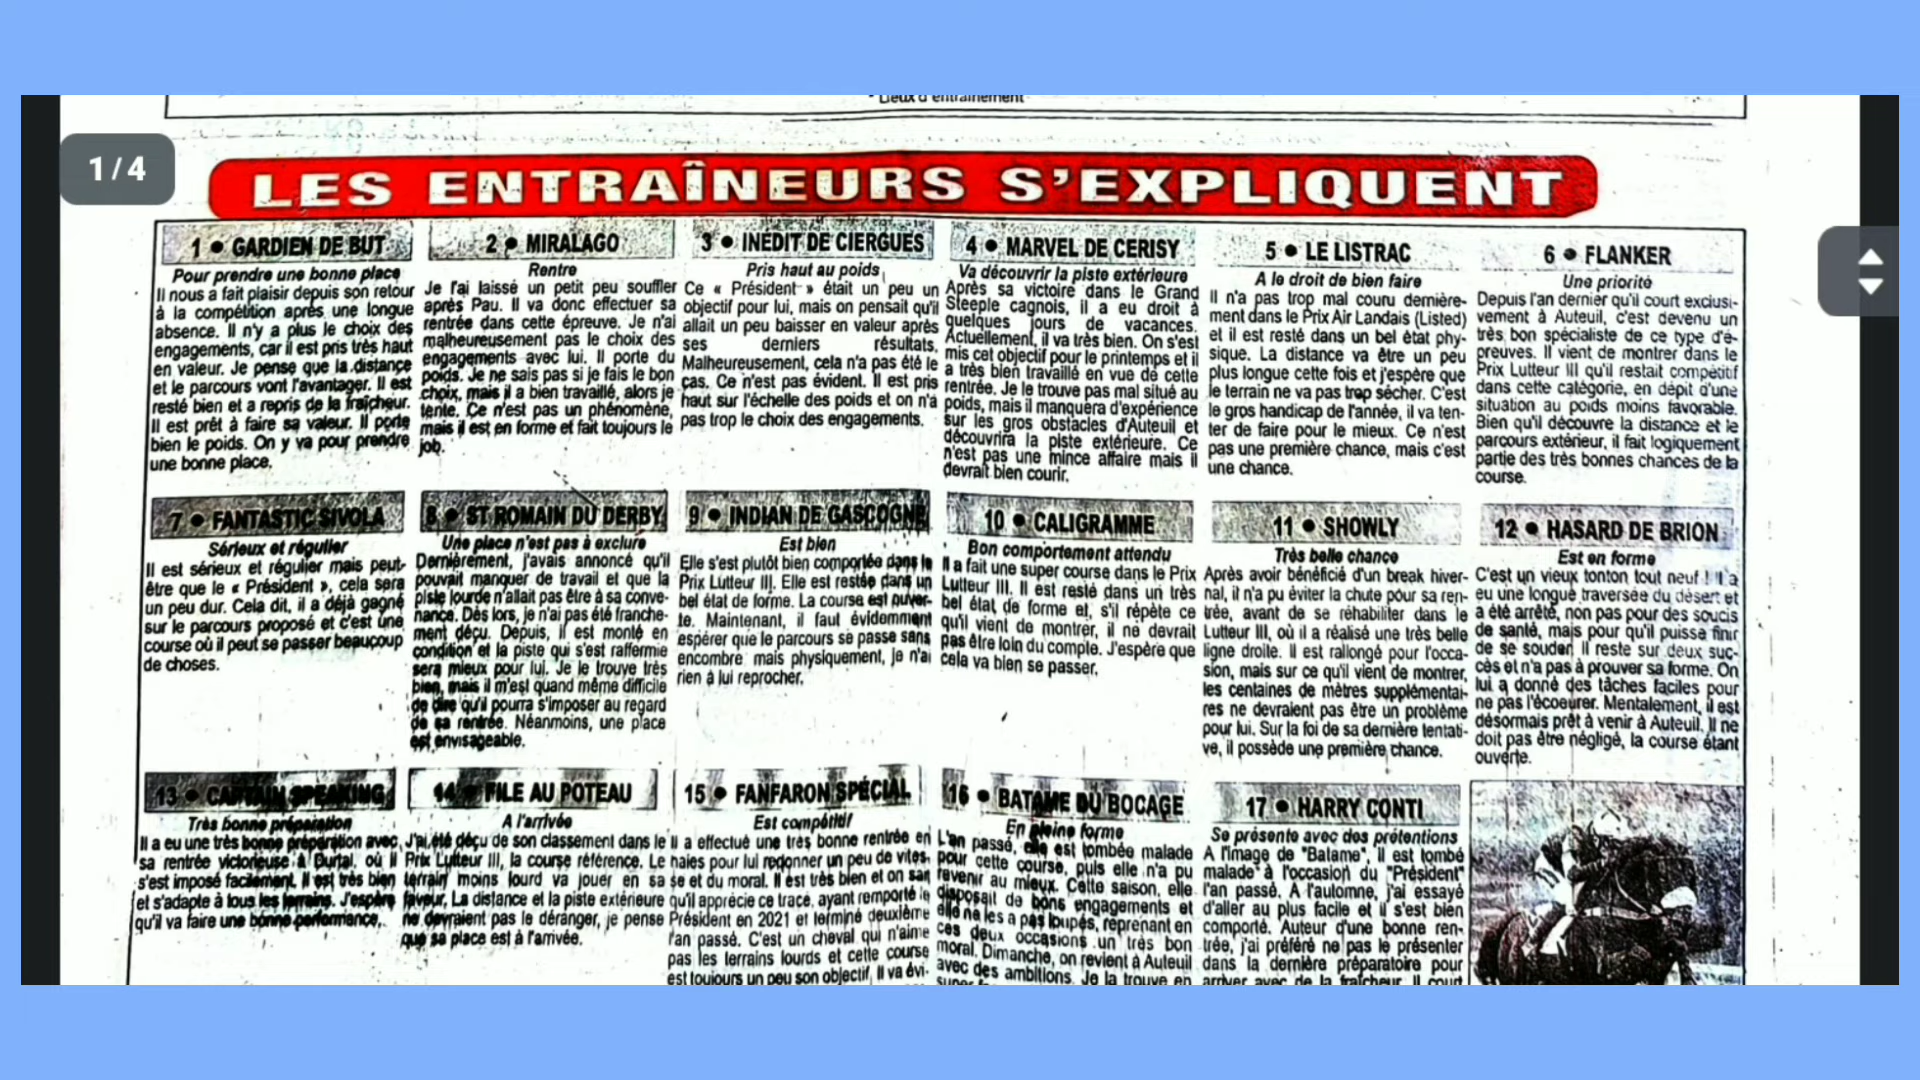 - Lieux d'entraînement
1/4
LES ENTRAÎNEURS S'EXPLIQUENT
1 • GARDIEN DE BUT
Pour prendre une bonne place
Il nous a fait plaisir depuis son retour
à la compétition après une longue
absence. Il n'y a plus le choix des
engagements, car il est pris très haut
en valeur. Je pense que la distance
et le parcours vont l'avantager. Il est
resté bien et a repris de la fraîcheur.
Il est prêt à faire sa valeur. Il porte
bien le poids. On y va pour prendre
une bonne place.
2 • MIRALAGO
Rentre
Je l'ai laissé un petit peu souffler
après Pau. Il va donc effectuer sa
rentrée dans cette épreuve. Je n'ai
malheureusement pas le choix des
engagements avec lui. Il porte du
poids. Je ne sais pas si je fais le bon
choix, mais il a bien travaillé, alors je
tente. Ce n'est pas un phénomène,
mais il est en forme et fait toujours le
job.
3 • INEDIT DE CIERGUES
Pris haut au poids
Ce « Président » était un peu un
objectif pour lui, mais on pensait qu'il
allait un peu baisser en valeur après
ses derniers résultats.
Malheureusement, cela n'a pas été le
cas. Ce n'est pas évident. Il est pris
haut sur l'échelle des poids et on n'a
pas trop le choix des engagements.
4 • MARVEL DE CERISY
Va découvrir la piste extérieure
Après sa victoire dans le Grand
Steeple cagnois, il a eu droit à
quelques jours de vacances.
Actuellement, il va très bien. On s'est
mis cet objectif pour le printemps et il
a très bien travaillé en vue de cette
rentrée. Je le trouve pas mal situé au
poids, mais il manquera d'expérience
sur les gros obstacles d'Auteuil et
découvrira la piste extérieure. Ce
n'est pas une mince affaire mais il
devrait bien courir.
5 • LE LISTRAC
A le droit de bien faire
Il n'a pas trop mal couru dernière-
ment dans le Prix Air Landais (Listed)
et il est resté dans un bel état phy-
sique. La distance va être un peu
plus longue cette fois et j'espère que
le terrain ne va pas trop sécher. C'est
le gros handicap de l'année, il va ten-
ter de faire pour le mieux. Ce n'est
pas une première chance, mais c'est
une chance.
6 • FLANKER
Une priorité
Depuis l'an dernier qu'il court exclusi-
vement à Auteuil, c'est devenu un
très bon spécialiste de ce type d'é-
preuves. Il vient de montrer dans le
Prix Lutteur III qu'il restait compétitif
dans cette catégorie, en dépit d'une
situation au poids moins favorable.
Bien qu'il découvre la distance et le
parcours extérieur, il fait logiquement
partie des très bonnes chances de la
course.
7 • FANTASTIC SIVOLA
Sérieux et régulier
Il est sérieux et régulier mais peut-
être que le « Président », cela sera
un peu dur. Cela dit, il a déjà gagné
sur le parcours proposé et c'est une
course où il peut se passer beaucoup
de choses.
8 • ST ROMAIN DU DERBY
Une place n'est pas à exclure
Dernièrement, j'avais annoncé qu'il
pouvait manquer de travail et que la
piste lourde n'allait pas être à sa conve-
nance. Dès lors, je n'ai pas été franche-
ment déçu. Depuis, il est monté en
condition et la piste qui s'est raffermie
sera mieux pour lui. Je le trouve très
bien, mais il m'est quand même difficile
de dire qu'il pourra s'imposer au regard
de sa rentrée. Néanmoins, une place
est envisageable.
9 • INDIAN DE GASCOGNE
Est bien
Elle s'est plutôt bien comportée dans le
Prix Lutteur III. Elle est restée dans un
bel état de forme. La course est ouver-
te. Maintenant, il faut évidemment
espérer que le parcours se passe sans
encombre mais physiquement, je n'ai
rien à lui reprocher.
10 • CALIGRAMME
Bon comportement attendu
Il a fait une super course dans le Prix
Lutteur III. Il est resté dans un très
bel état de forme et, s'il répète ce
qu'il vient de montrer, il ne devrait
pas être loin du compte. J'espère que
cela va bien se passer.
11 • SHOWLY
Très belle chance
Après avoir bénéficié d'un break hiver-
nal, il n'a pu éviter la chute pour sa ren-
trée, avant de se réhabiliter dans le
Lutteur III, où il a réalisé une très belle
ligne droite. Il est rallongé pour l'occa-
sion, mais sur ce qu'il vient de montrer,
les centaines de mètres supplémentai-
res ne devraient pas être un problème
pour lui. Sur la foi de sa dernière tentati-
ve, il possède une première chance.
12 • HASARD DE BRION
Est en forme
C'est un vieux tonton tout neuf ! Il a
eu une longue traversée du désert et
a été arrêté, non pas pour des soucis
de santé, mais pour qu'il puisse finir
de se souder. Il reste sur deux suc-
cès et n'a pas à prouver sa forme. On
lui a donné des tâches faciles pour
ne pas l'écoeurer. Mentalement, il est
désormais prêt à venir à Auteuil. Il ne
doit pas être négligé, la course étant
ouverte.
13 • CAPTAIN SPEAKING
Très bonne préparation
Il a eu une très bonne préparation avec
sa rentrée victorieuse à Durtal, où il
s'est imposé facilement. Il est très bien
et s'adapte à tous les terrains. J'espère
qu'il va faire une bonne performance.
14 • FILE AU POTEAU
A l'arrivée
J'ai été déçu de son classement dans le
Prix Lutteur III, la course référence. Le
terrain moins lourd va jouer en sa
faveur. La distance et la piste extérieure
ne devraient pas le déranger, je pense
que sa place est à l'arrivée.
15 • FANFARON SPÉCIAL
Est compétitif
Il a effectué une très bonne rentrée en
haies pour lui redonner un peu de vites-
se et du moral. Il est très bien et on sait
qu'il apprécie ce tracé, ayant remporté le
Président en 2021 et terminé deuxième
l'an passé. C'est un cheval qui n'aime
pas les terrains lourds et cette course
est toujours un peu son objectif. Il va évi-
16 • BATAME DU BOCAGE
En pleine forme
L'an passé, elle est tombée malade
pour cette course, puis elle n'a pu
revenir au mieux. Cette saison, elle
disposait de bons engagements et
elle ne les a pas loupés, reprenant en
ces deux occasions un très bon
moral. Dimanche, on revient à Auteuil
avec des ambitions. Je la trouve en
17 • HARRY CONTI
Se présente avec des prétentions
A l'image de "Batame", il est tombé
malade à l'occasion du "Président"
l'an passé. A l'automne, j'ai essayé
d'aller au plus facile et il s'est bien
comporté. Auteur d'une bonne ren-
trée, j'ai préféré ne pas le présenter
dans la dernière préparatoire pour
arriver avec de la fraîcheur. Il court